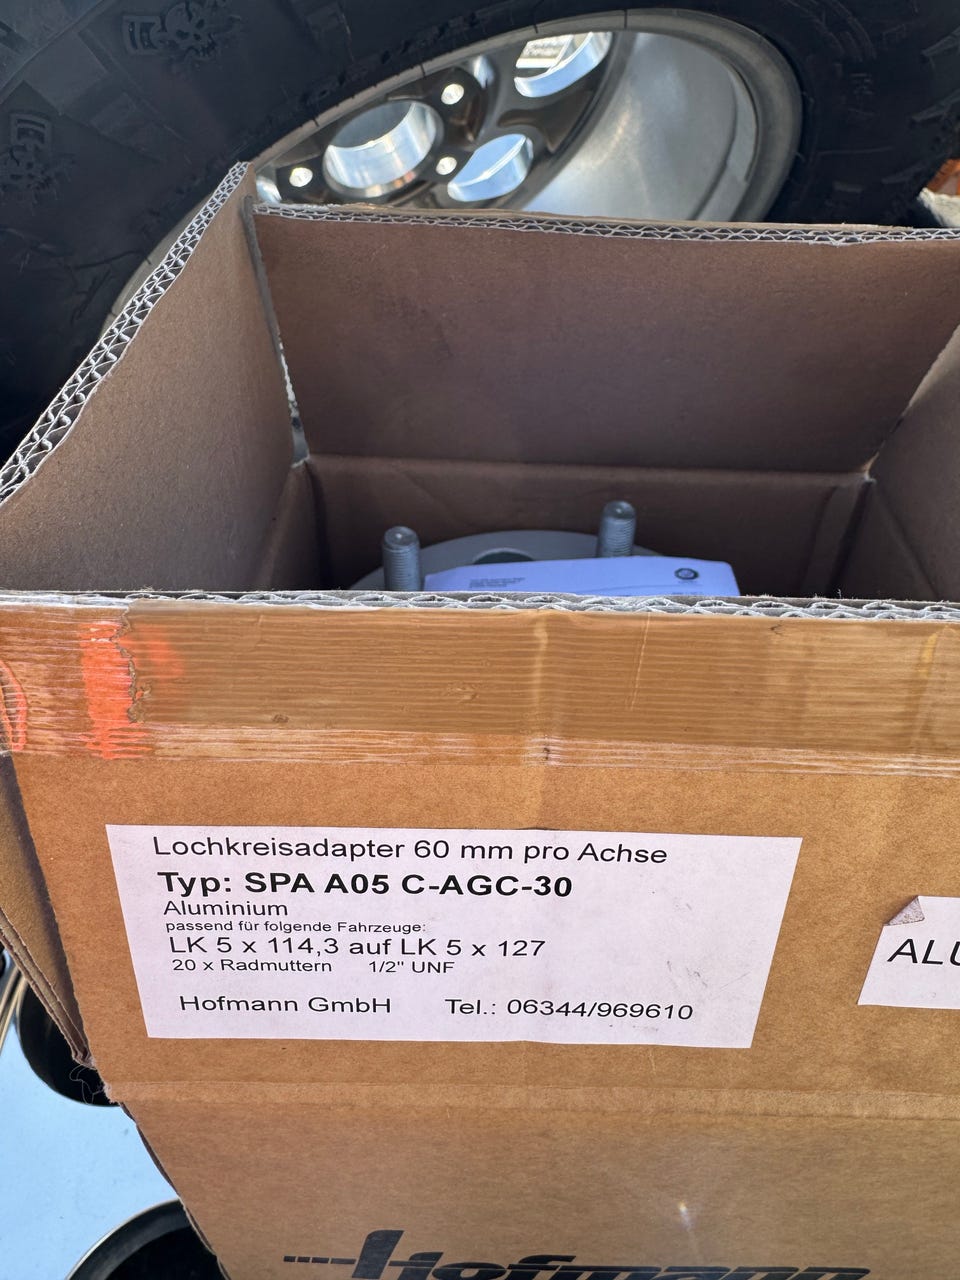 Lochkreisadapter 60 mm pro Achse
Typ: SPA A05 C-AGC-30
Aluminium
passend für folgende Fahrzeuge:
LK 5 x 114,3 auf LK 5 x 127
20 x Radmuttern 1/2" UNF
Hofmann GmbH Tel.: 06344/969610
ALU
Hofmann